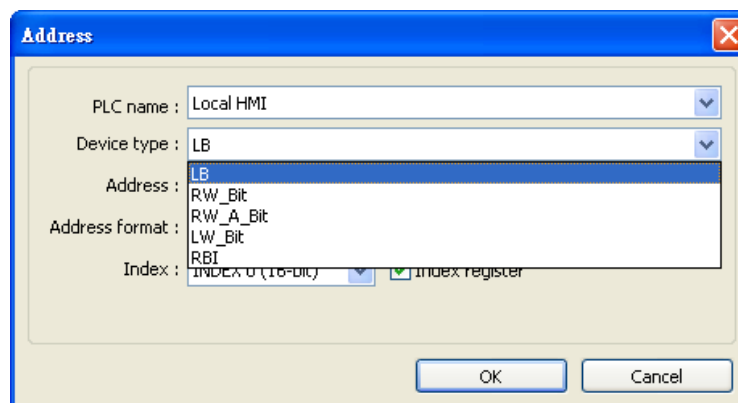 Address
PLC name : Local HMI
Device type : LB
LB
RW_Bit
Address :
RW_A_Bit
LW_Bit
Address format :
RBI
Index : INDEX 0 (16-bit) Index register
OK Cancel